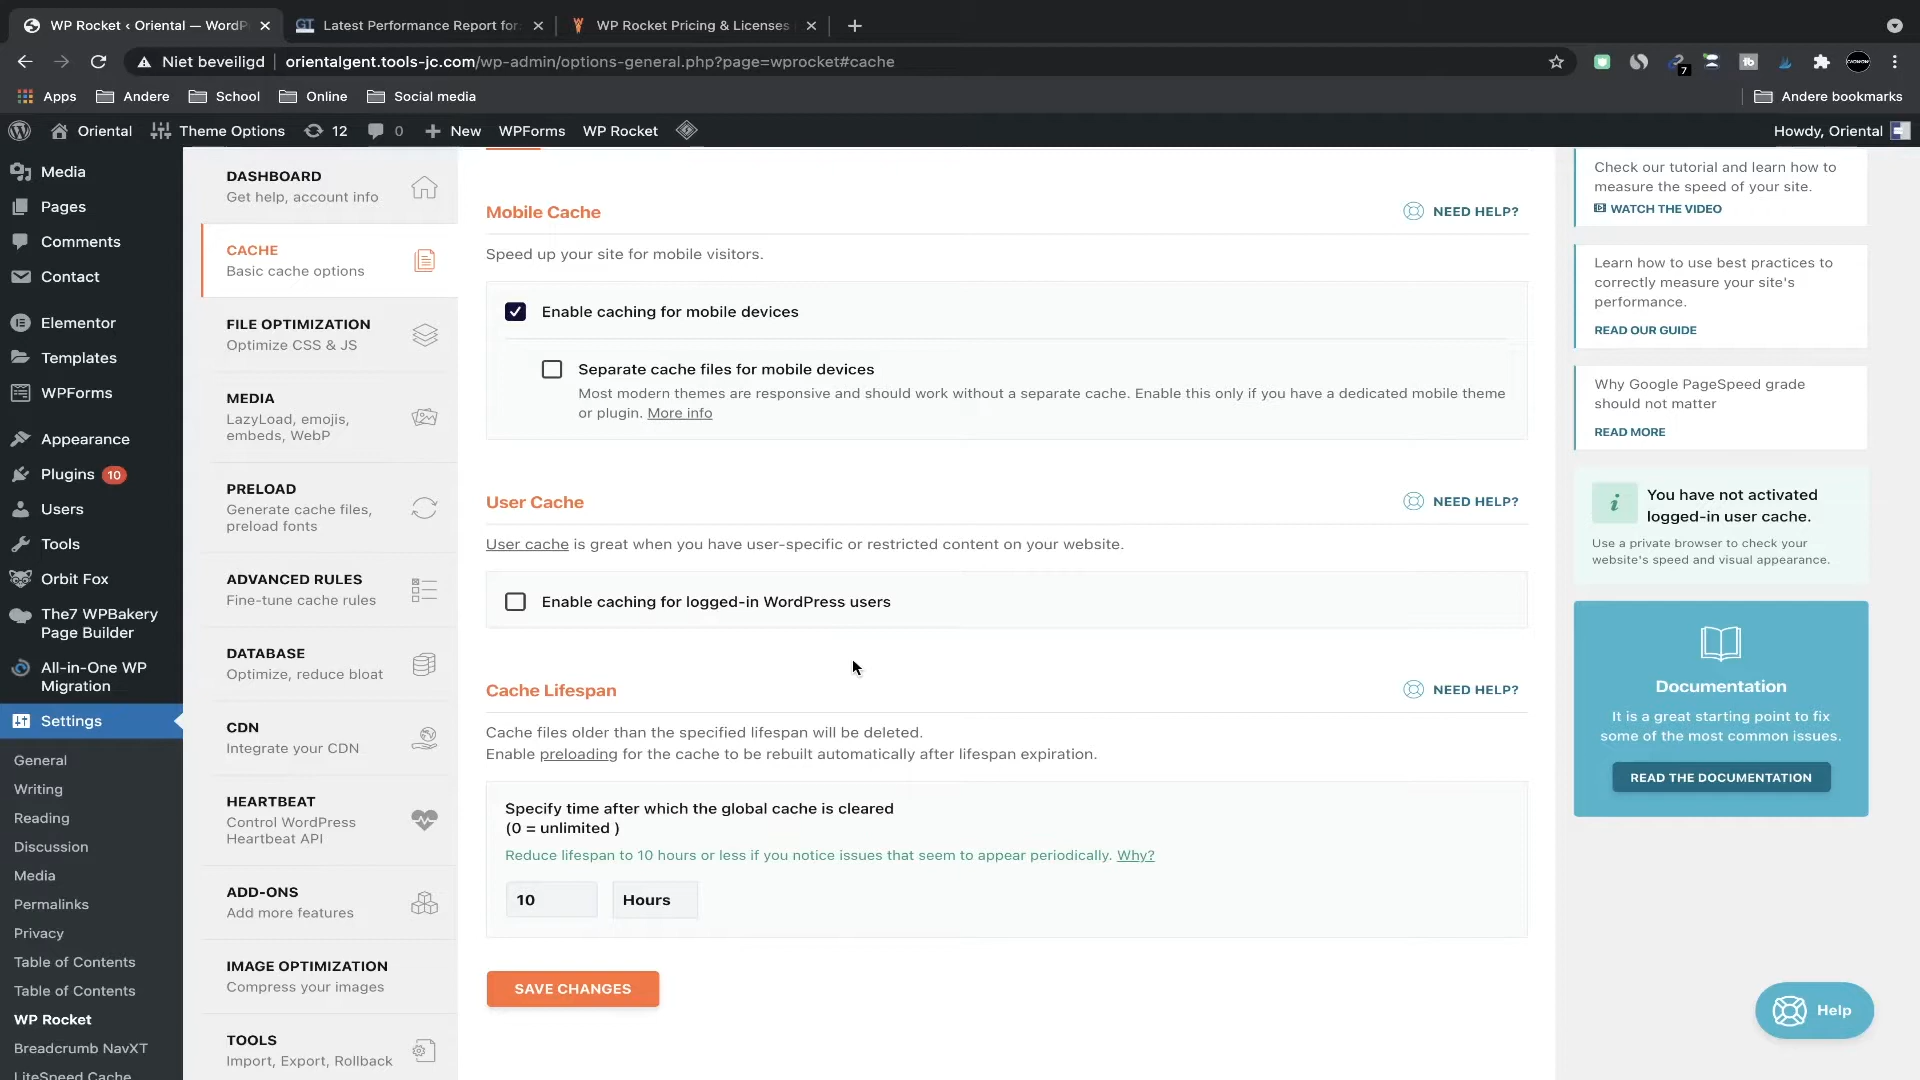 WP Rocket ‹ Oriental — WordP
GT Latest Performance Report for
WP Rocket Pricing & Licenses
Niet beveiligd
orientalgent.tools-jc.com/wp-admin/options-general.php?page=wprocket#cache
7
Apps
Andere
School
Online
Social media
Andere bookmarks
Oriental
Theme Options
12
0
New
WPForms
WP Rocket
Howdy, Oriental
Media
Pages
Comments
Contact
Elementor
Templates
WPForms
Appearance
Plugins 10
Users
Tools
Orbit Fox
The7 WPBakery
Page Builder
All-in-One WP
Migration
Settings
General
Writing
Reading
Discussion
Media
Permalinks
Privacy
Table of Contents
Table of Contents
WP Rocket
Breadcrumb NavXT
LiteSpeed Cache
DASHBOARD
Get help, account info
CACHE
Basic cache options
FILE OPTIMIZATION
Optimize CSS & JS
MEDIA
LazyLoad, emojis,
embeds, WebP
PRELOAD
Generate cache files,
preload fonts
ADVANCED RULES
Fine-tune cache rules
DATABASE
Optimize, reduce bloat
CDN
Integrate your CDN
HEARTBEAT
Control WordPress
Heartbeat API
ADD-ONS
Add more features
IMAGE OPTIMIZATION
Compress your images
TOOLS
Import, Export, Rollback
Mobile Cache
NEED HELP?
Speed up your site for mobile visitors.
Enable caching for mobile devices
Separate cache files for mobile devices
Most modern themes are responsive and should work without a separate cache. Enable this only if you have a dedicated mobile theme
or plugin. More info
User Cache
NEED HELP?
User cache is great when you have user-specific or restricted content on your website.
Enable caching for logged-in WordPress users
Cache Lifespan
NEED HELP?
Cache files older than the specified lifespan will be deleted.
Enable preloading for the cache to be rebuilt automatically after lifespan expiration.
Specify time after which the global cache is cleared
(0 = unlimited )
Reduce lifespan to 10 hours or less if you notice issues that seem to appear periodically. Why?
10
Hours
SAVE CHANGES
Check our tutorial and learn how to
measure the speed of your site.
WATCH THE VIDEO
Learn how to use best practices to
correctly measure your site's
performance.
READ OUR GUIDE
Why Google PageSpeed grade
should not matter
READ MORE
i
You have not activated
logged-in user cache.
Use a private browser to check your
website's speed and visual appearance.
Documentation
It is a great starting point to fix
some of the most common issues.
READ THE DOCUMENTATION
Help